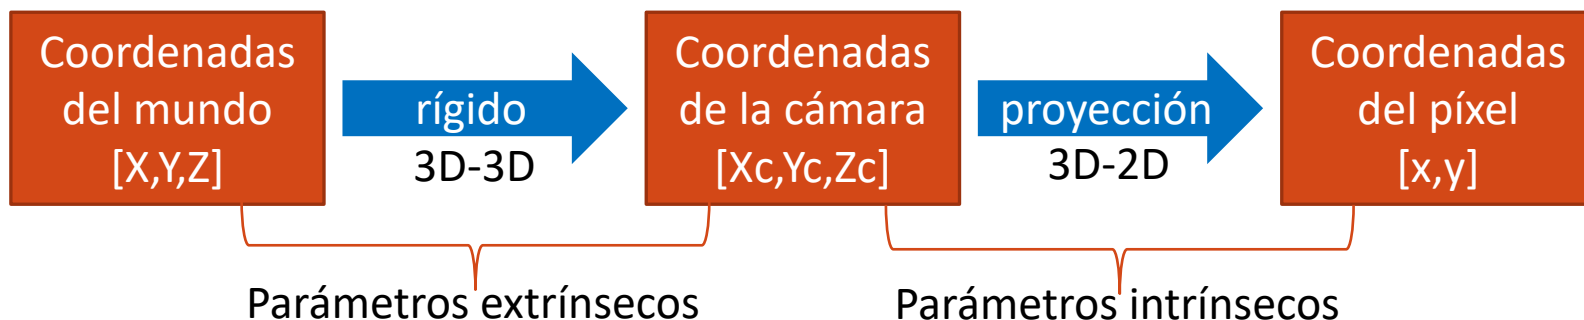 Coordenadas
del mundo
[X,Y,Z]
rígido
3D-3D
Coordenadas
de la cámara
[Xc,Yc,Zc]
proyección
3D-2D
Coordenadas
del píxel
[x,y]
Parámetros extrínsecos
Parámetros intrínsecos